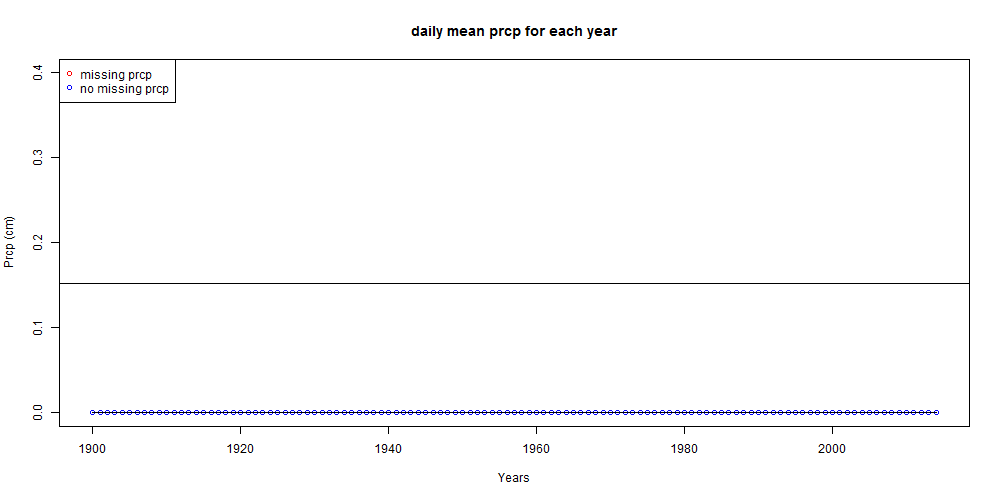 daily mean prcp for each year
missing prcp
no missing prcp
Prcp (cm)
0.4
0.3
0.2
0.1
0.0
1900 1920 1940 1960 1980 2000
Years